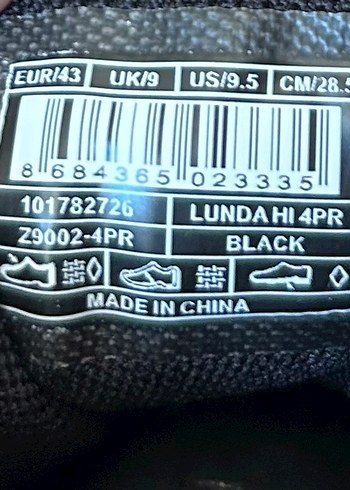 EUR/43 UK/9 US/9.5 CM/28.5
8 684365 023335
101782726 LUNDA HI 4PR
Z9002-4PR BLACK
MADE IN CHINA